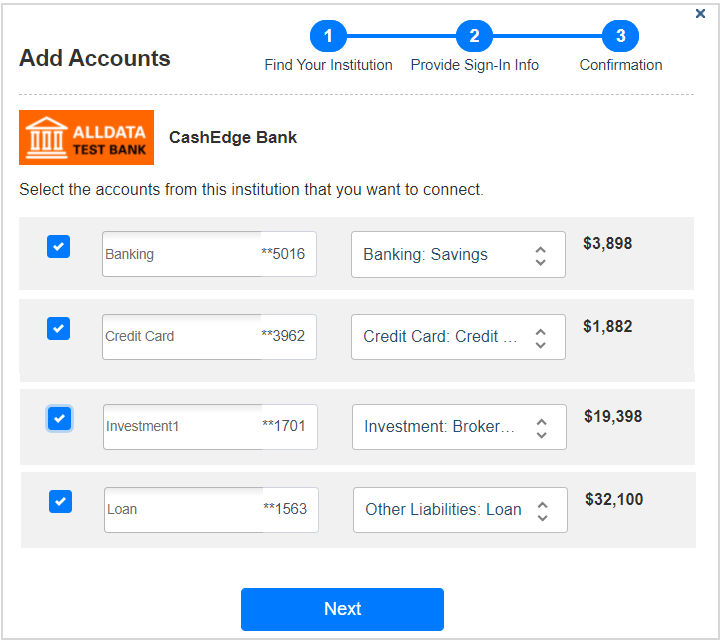 ×
Add Accounts
1 2 3
Find Your Institution Provide Sign-In Info Confirmation
ALLDATA
TEST BANK
CashEdge Bank
Select the accounts from this institution that you want to connect.
Banking **5016 Banking: Savings $3,898
Credit Card **3962 Credit Card: Credit ... $1,882
Investment1 **1701 Investment: Broker... $19,398
Loan **1563 Other Liabilities: Loan $32,100
Next